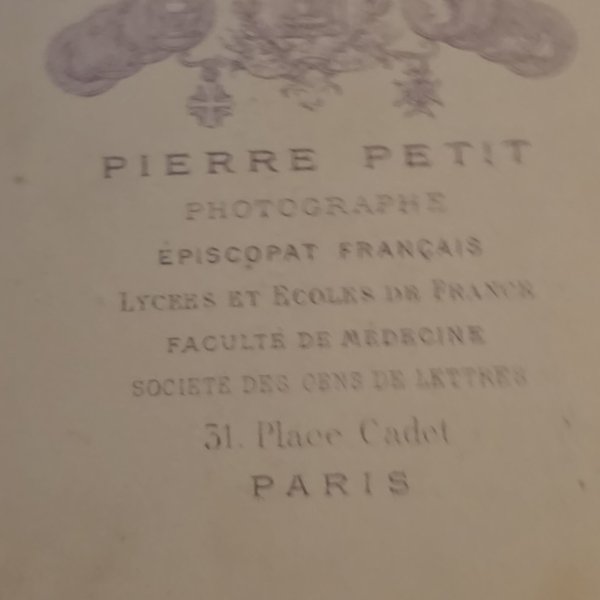 PIERRE PETIT
PHOTOGRAPHE
ÉPISCOPAT FRANÇAIS
LYCEES ET ECOLES DE FRANCE
FACULTÉ DE MÉDECINE
SOCIETÉ DES GENS DE LETTRES
31. Place Cadet
PARIS